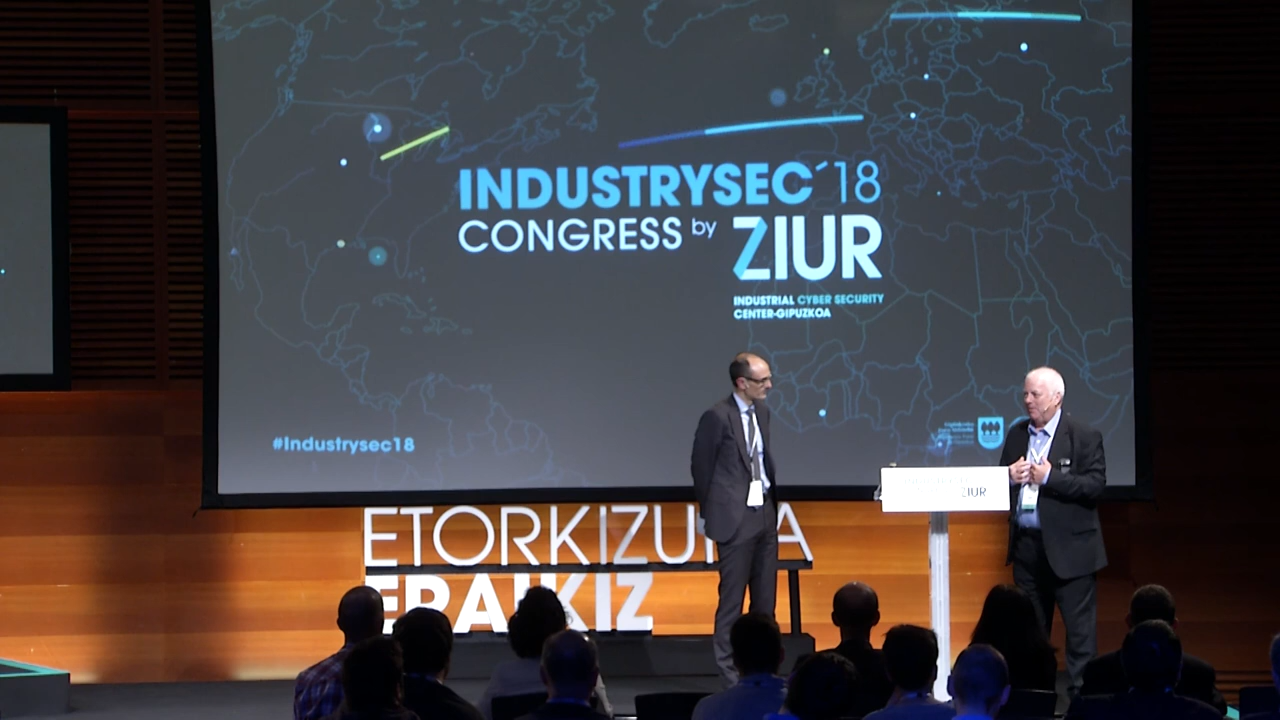 INDUSTRYSEC´18
CONGRESS by ZIUR
INDUSTRIAL CYBER SECURITY
CENTER-GIPUZKOA
#Industrysec18
ZIUR
ETORKIZUNA
ERAIKIZ